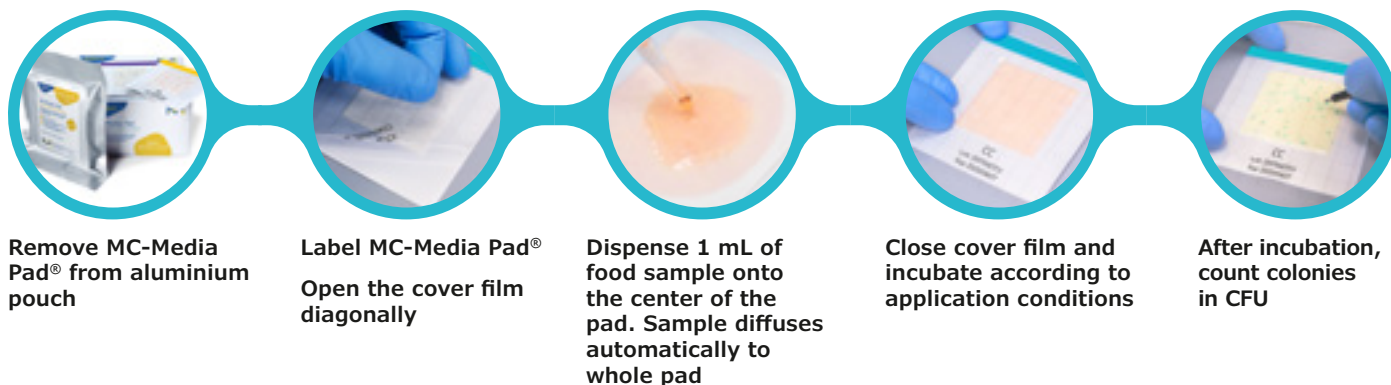 Remove MC-Media
Pad® from aluminium
pouch
Label MC-Media Pad®
Open the cover film
diagonally
Dispense 1 mL of
food sample onto
the center of the
pad. Sample diffuses
automatically to
whole pad
Close cover film and
incubate according to
application conditions
After incubation,
count colonies
in CFU
CC
CC